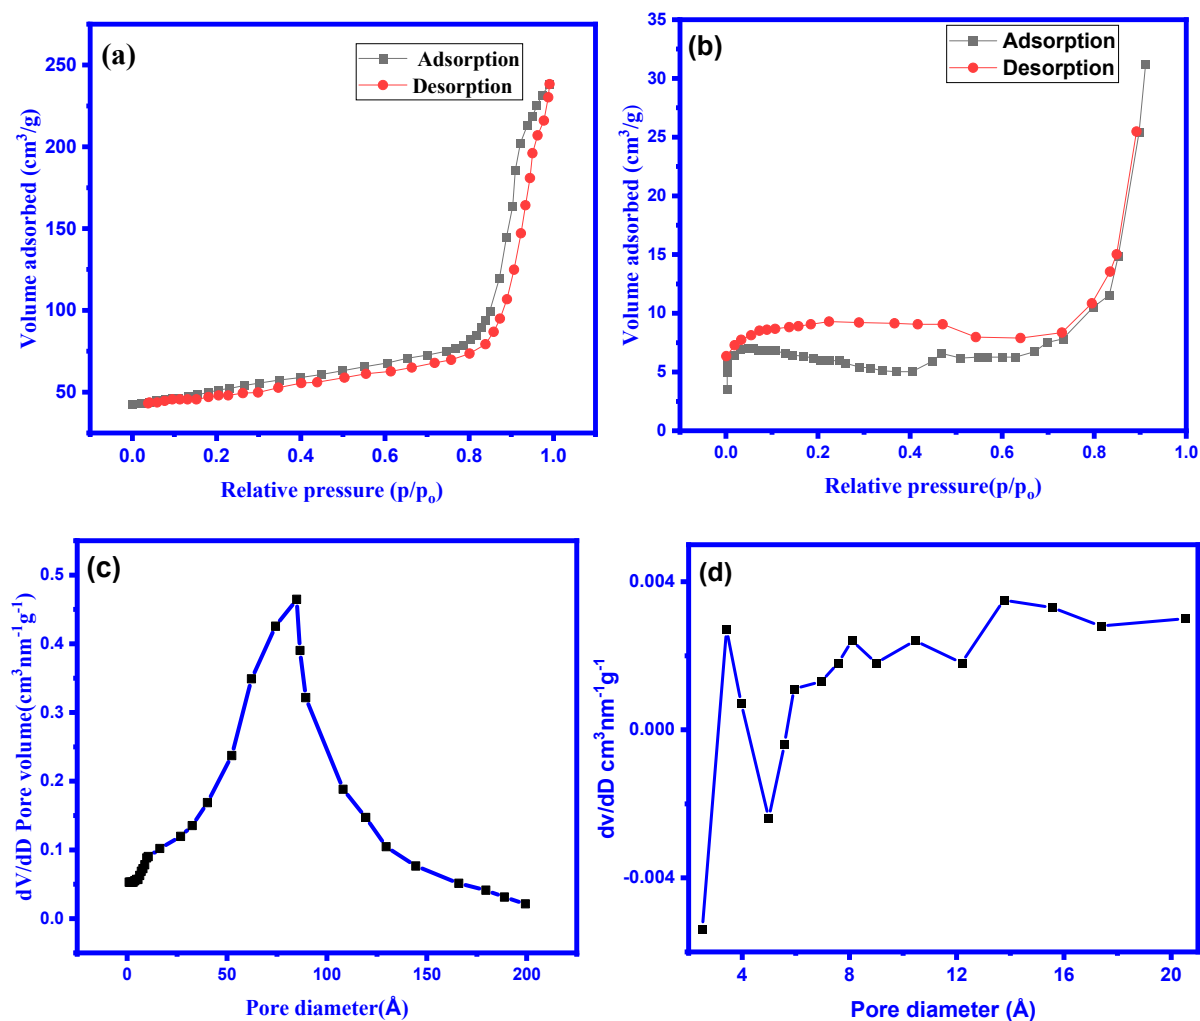 (a)
Adsorption
Desorption
Volume adsorbed (cm³/g)
250
200
150
100
50
0.0 0.2 0.4 0.6 0.8 1.0
Relative pressure (p/pₒ)
(b)
Adsorption
Desorption
Volume adsorbed (cm³/g)
35
30
25
20
15
10
5
0
0.0 0.2 0.4 0.6 0.8 1.0
Relative pressure(p/pₒ)
(c)
dV/dD Pore volume(cm³nm⁻¹g⁻¹)
0.5
0.4
0.3
0.2
0.1
0.0
0 50 100 150 200
Pore diameter(Å)
(d)
dv/dD cm³nm⁻¹g⁻¹
0.004
0.000
-0.004
4 8 12 16 20
Pore diameter (Å)